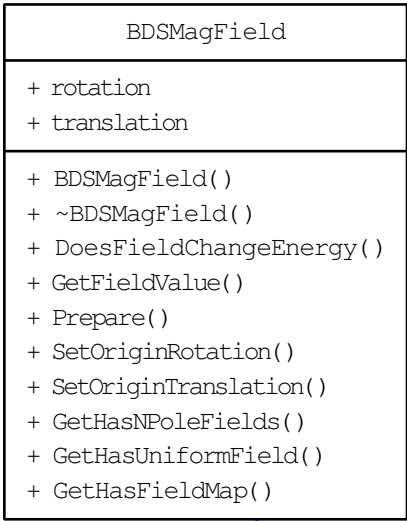 BDSMagField
+ rotation
+ translation
+ BDSMagField()
+ ~BDSMagField()
+ DoesFieldChangeEnergy()
+ GetFieldValue()
+ Prepare()
+ SetOriginRotation()
+ SetOriginTranslation()
+ GetHasNPoleFields()
+ GetHasUniformField()
+ GetHasFieldMap()